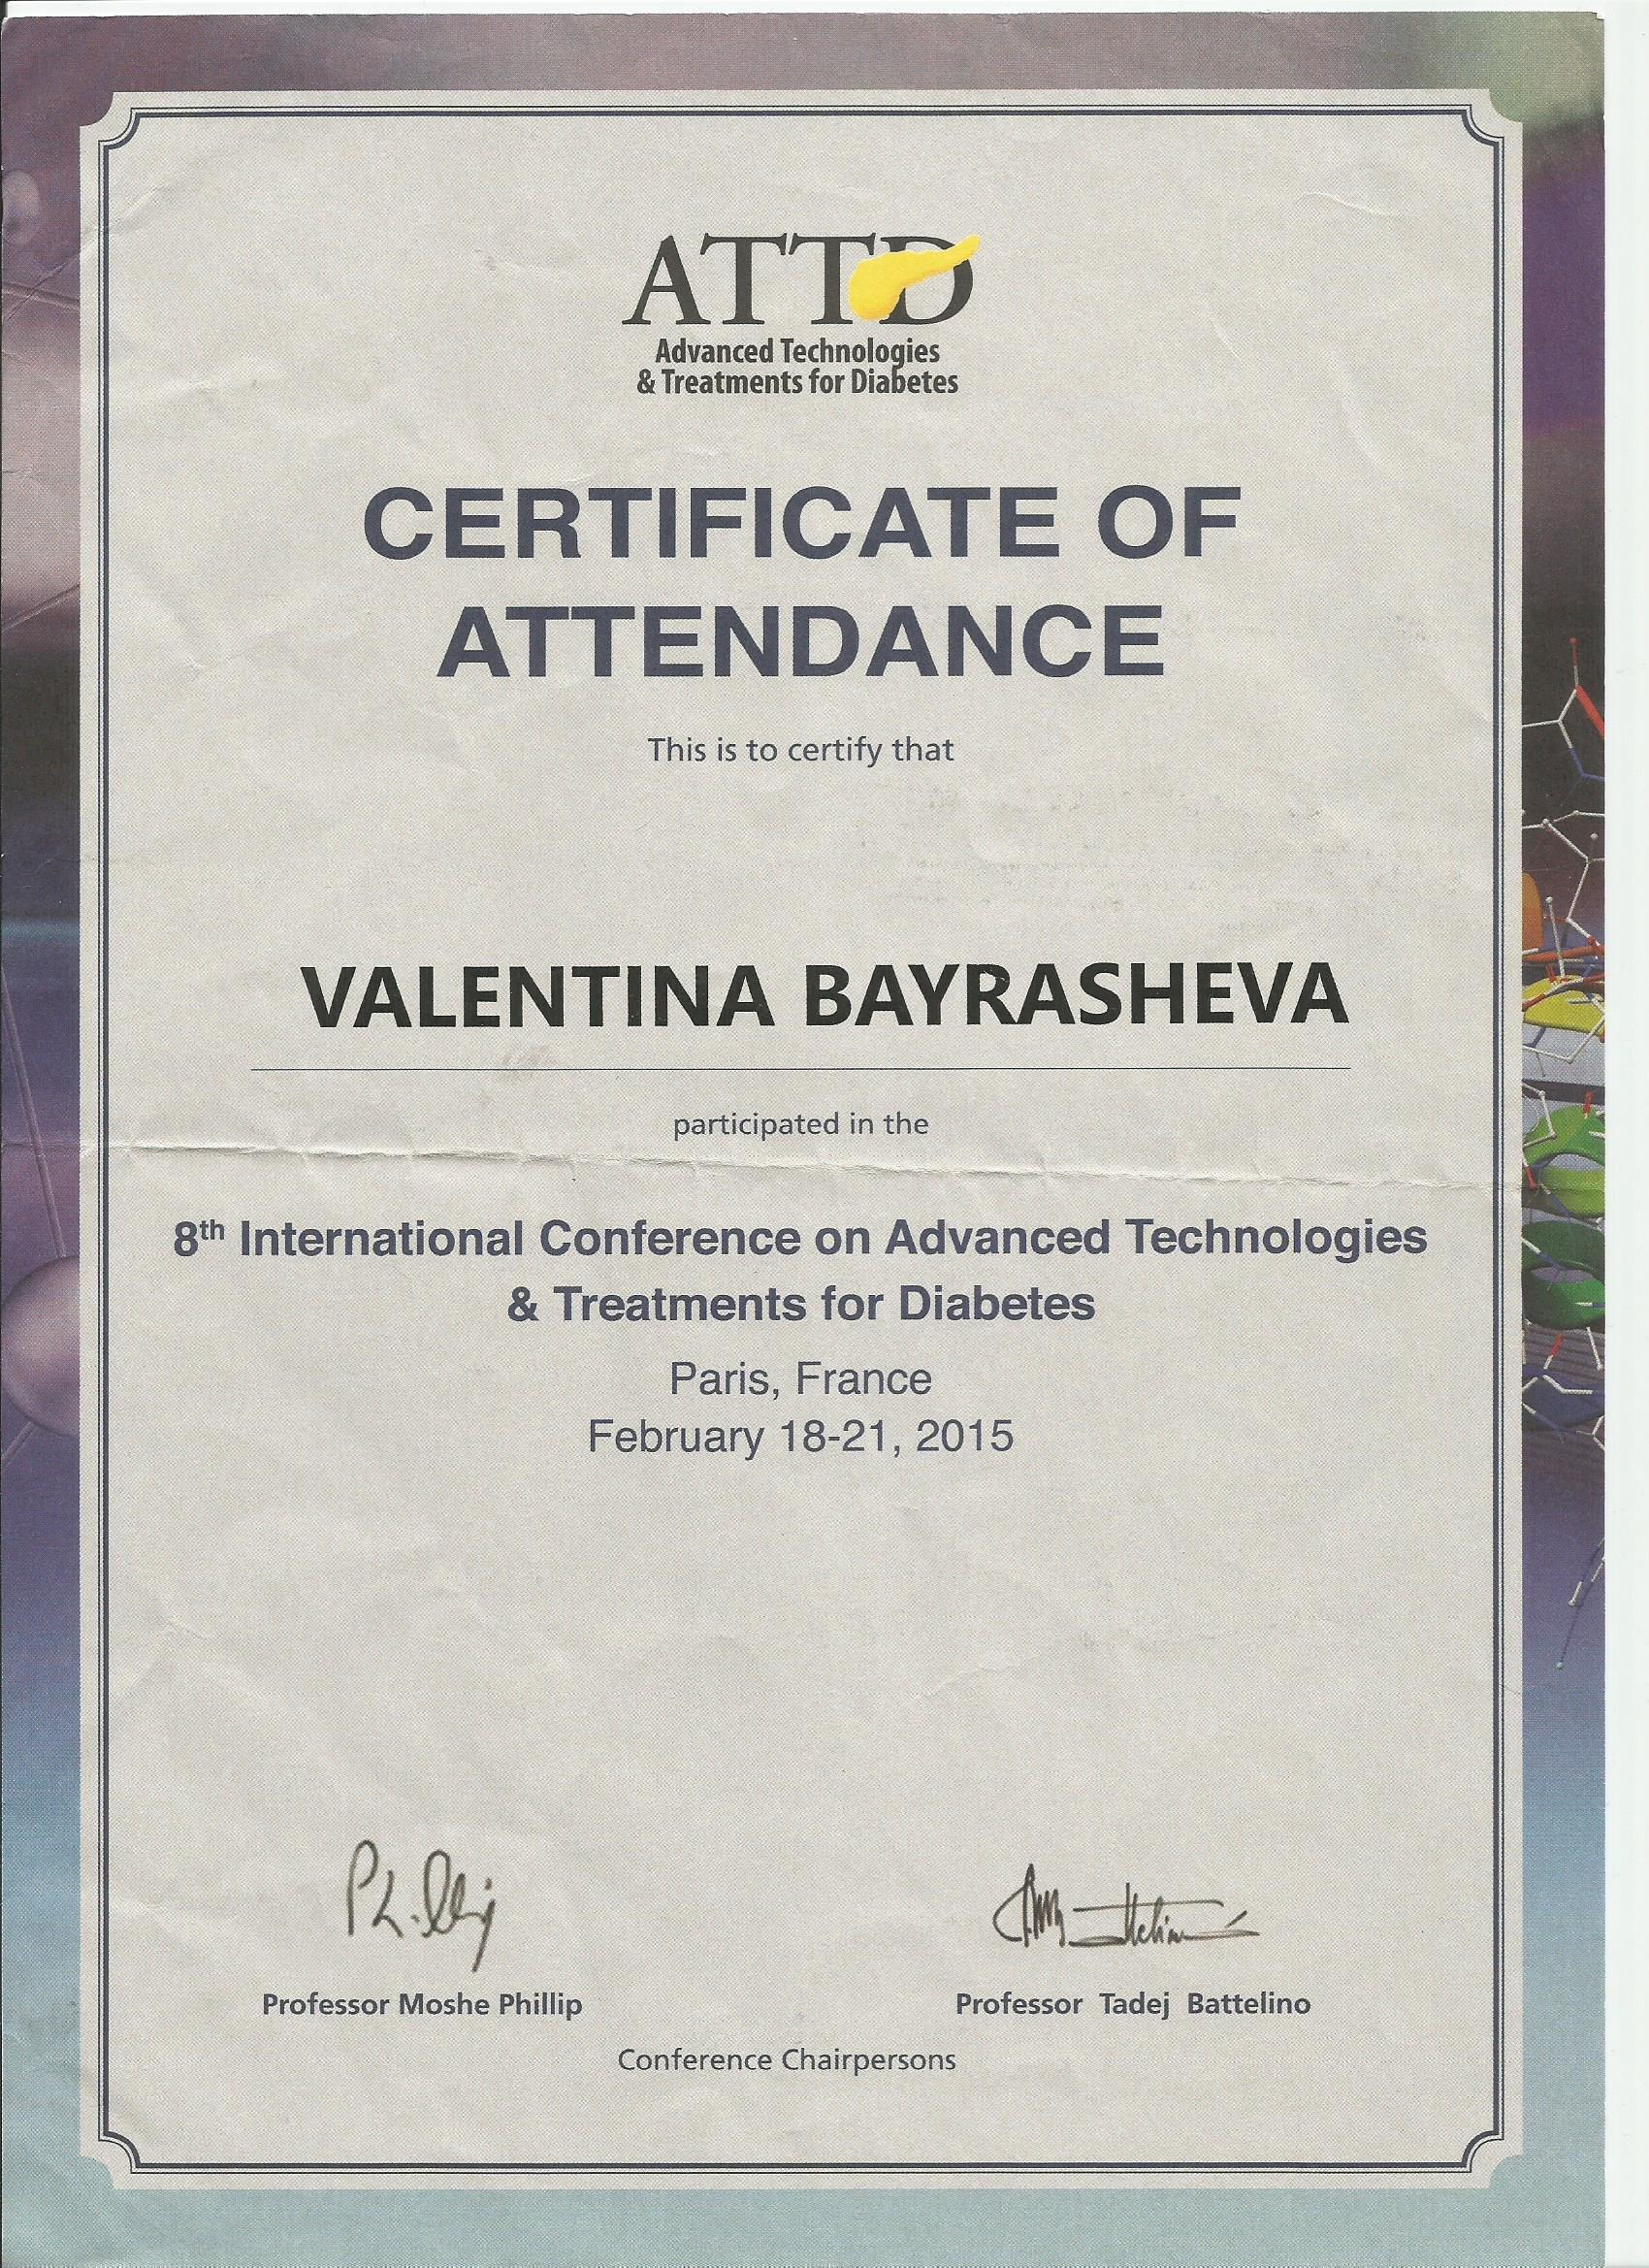 ATTD
Advanced Technologies
& Treatments for Diabetes
CERTIFICATE OF
ATTENDANCE
This is to certify that
VALENTINA BAYRASHEVA
participated in the
8th International Conference on Advanced Technologies
& Treatments for Diabetes
Paris, France
February 18-21, 2015
Professor Moshe Phillip Professor Tadej Battelino
Conference Chairpersons